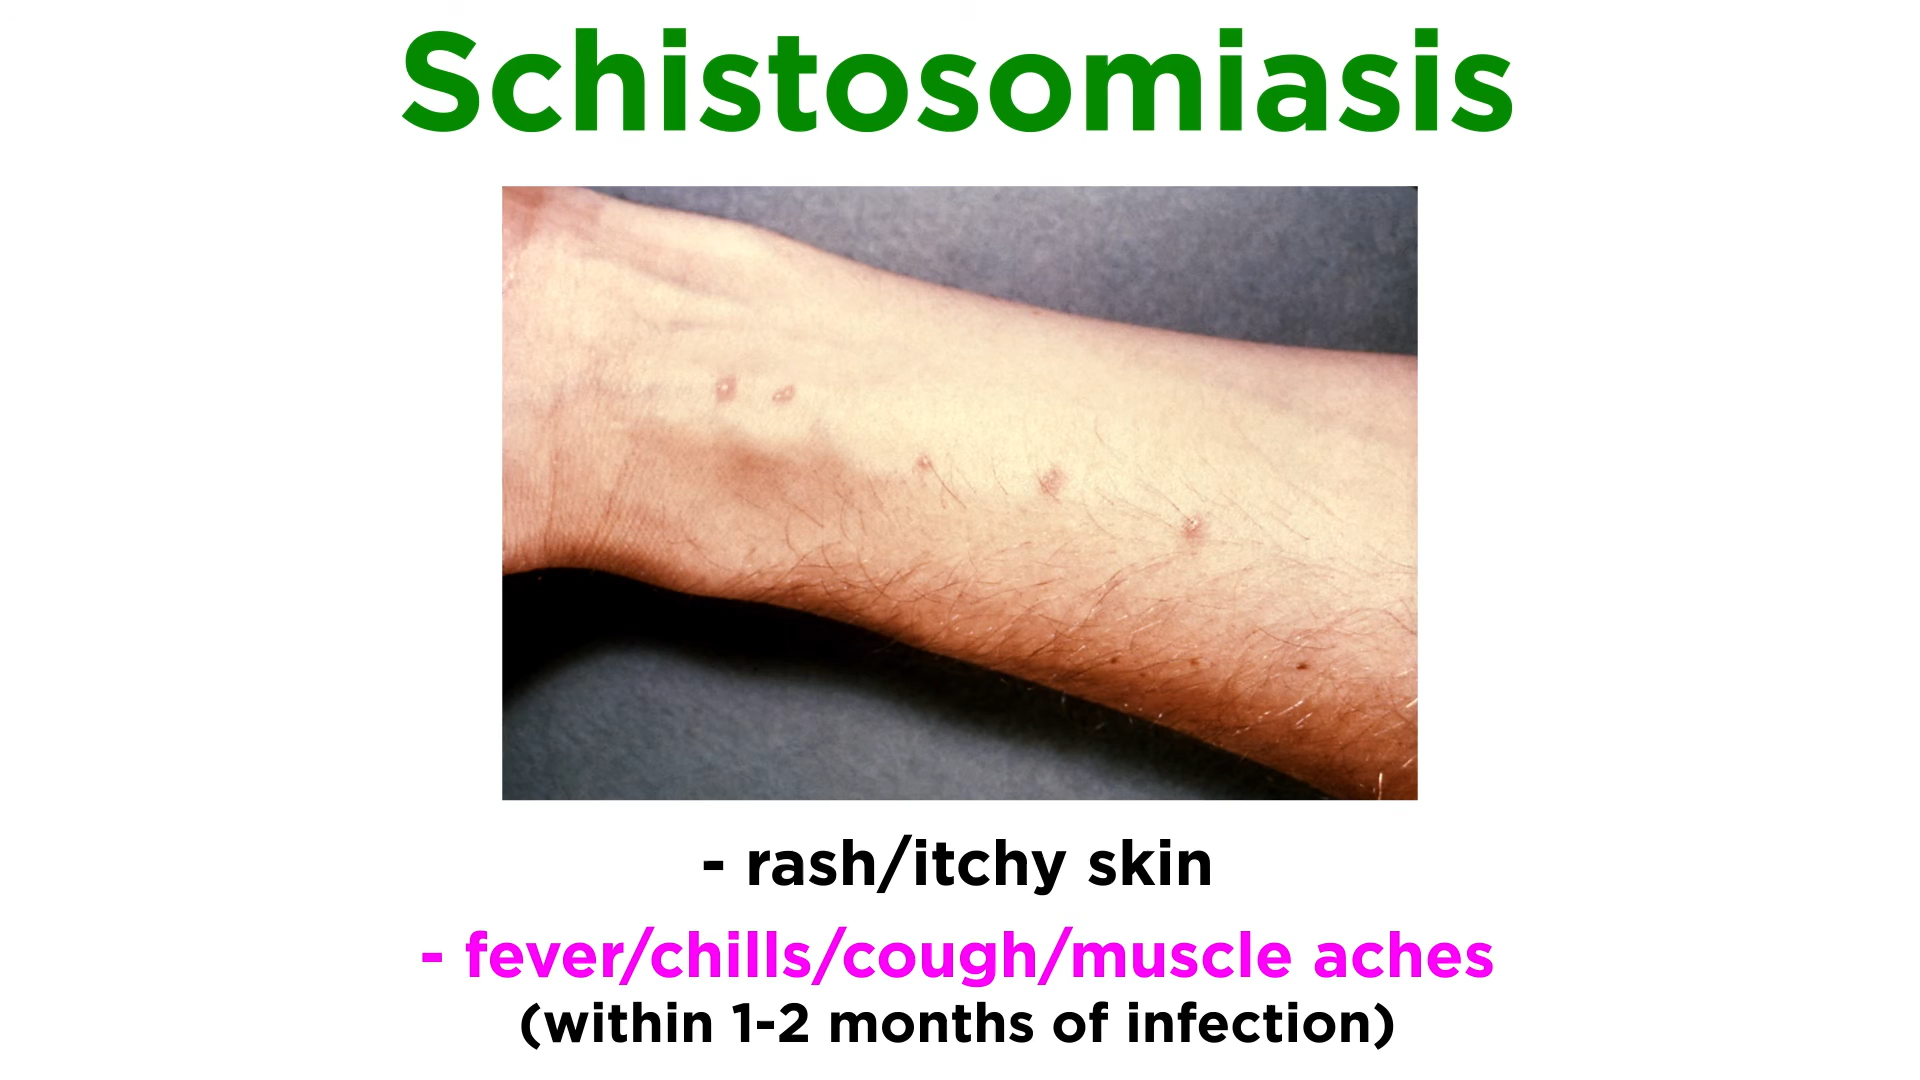 Schistosomiasis
- rash/itchy skin
- fever/chills/cough/muscle aches
(within 1-2 months of infection)